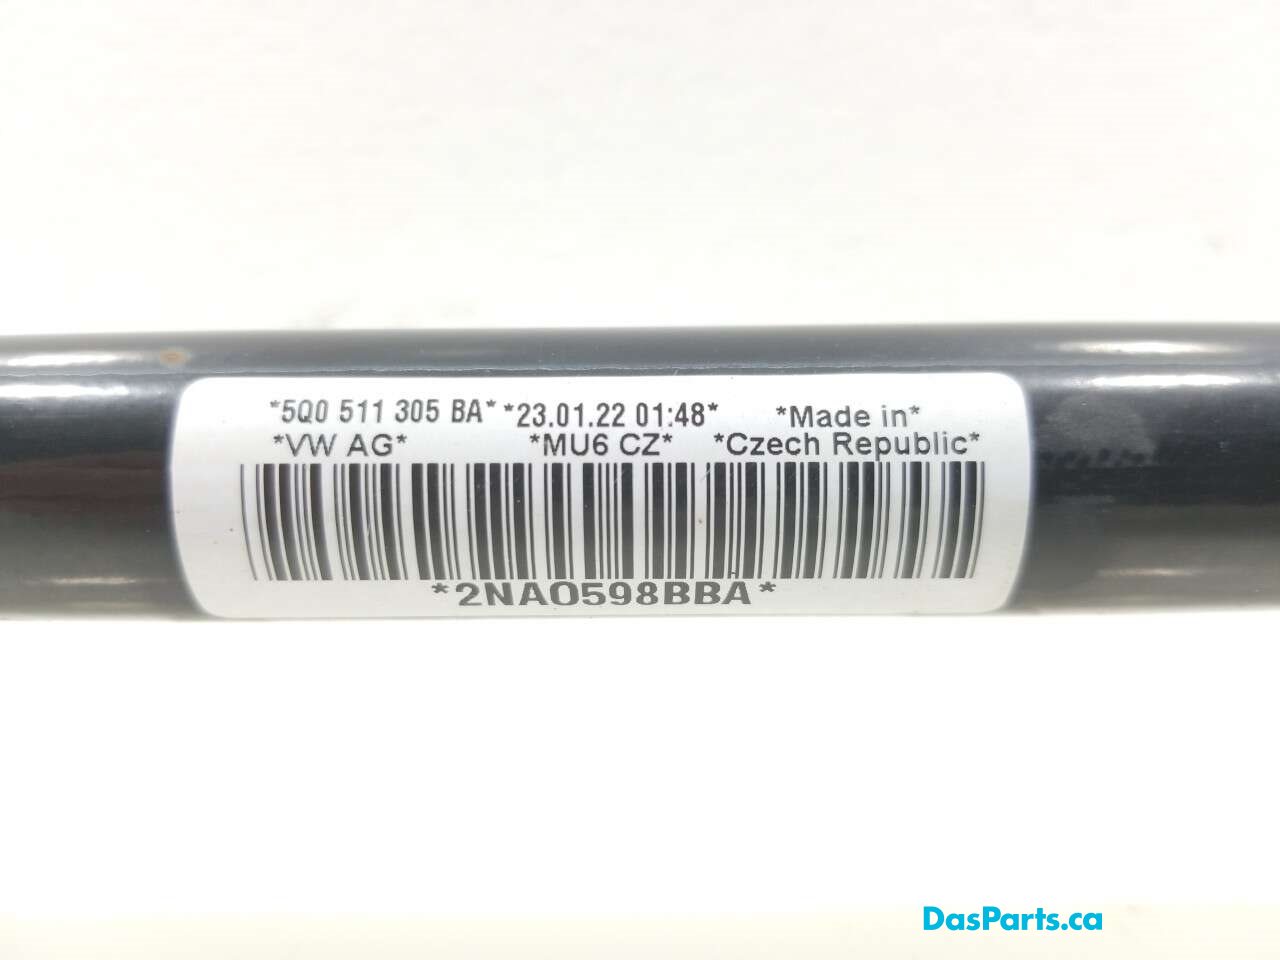 *5Q0 511 305 BA* *23.01.22 01:48* *Made in*
*VW AG* *MU6 CZ* *Czech Republic*
*2NAO598BBA*
DasParts.ca